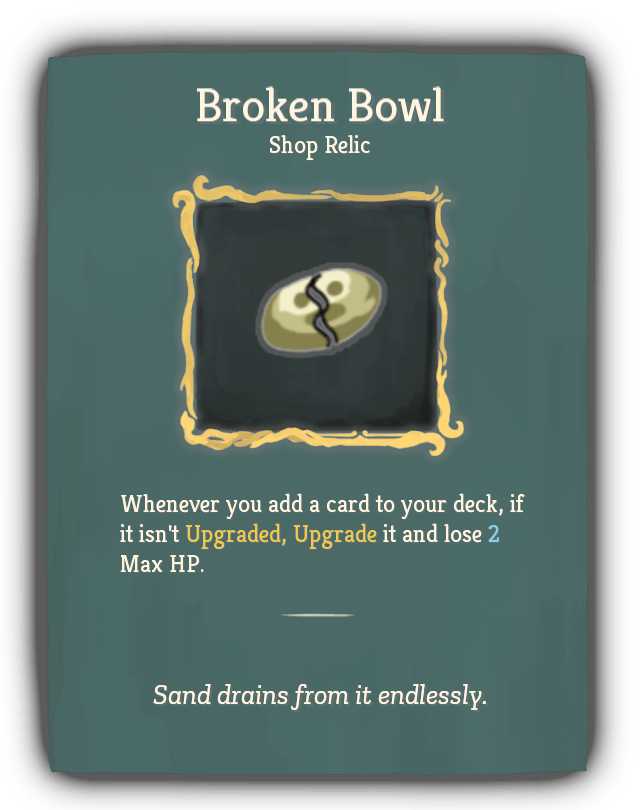 Broken Bowl
Shop Relic
Whenever you add a card to your deck, if
it isn't Upgraded, Upgrade it and lose 2
Max HP.
Sand drains from it endlessly.